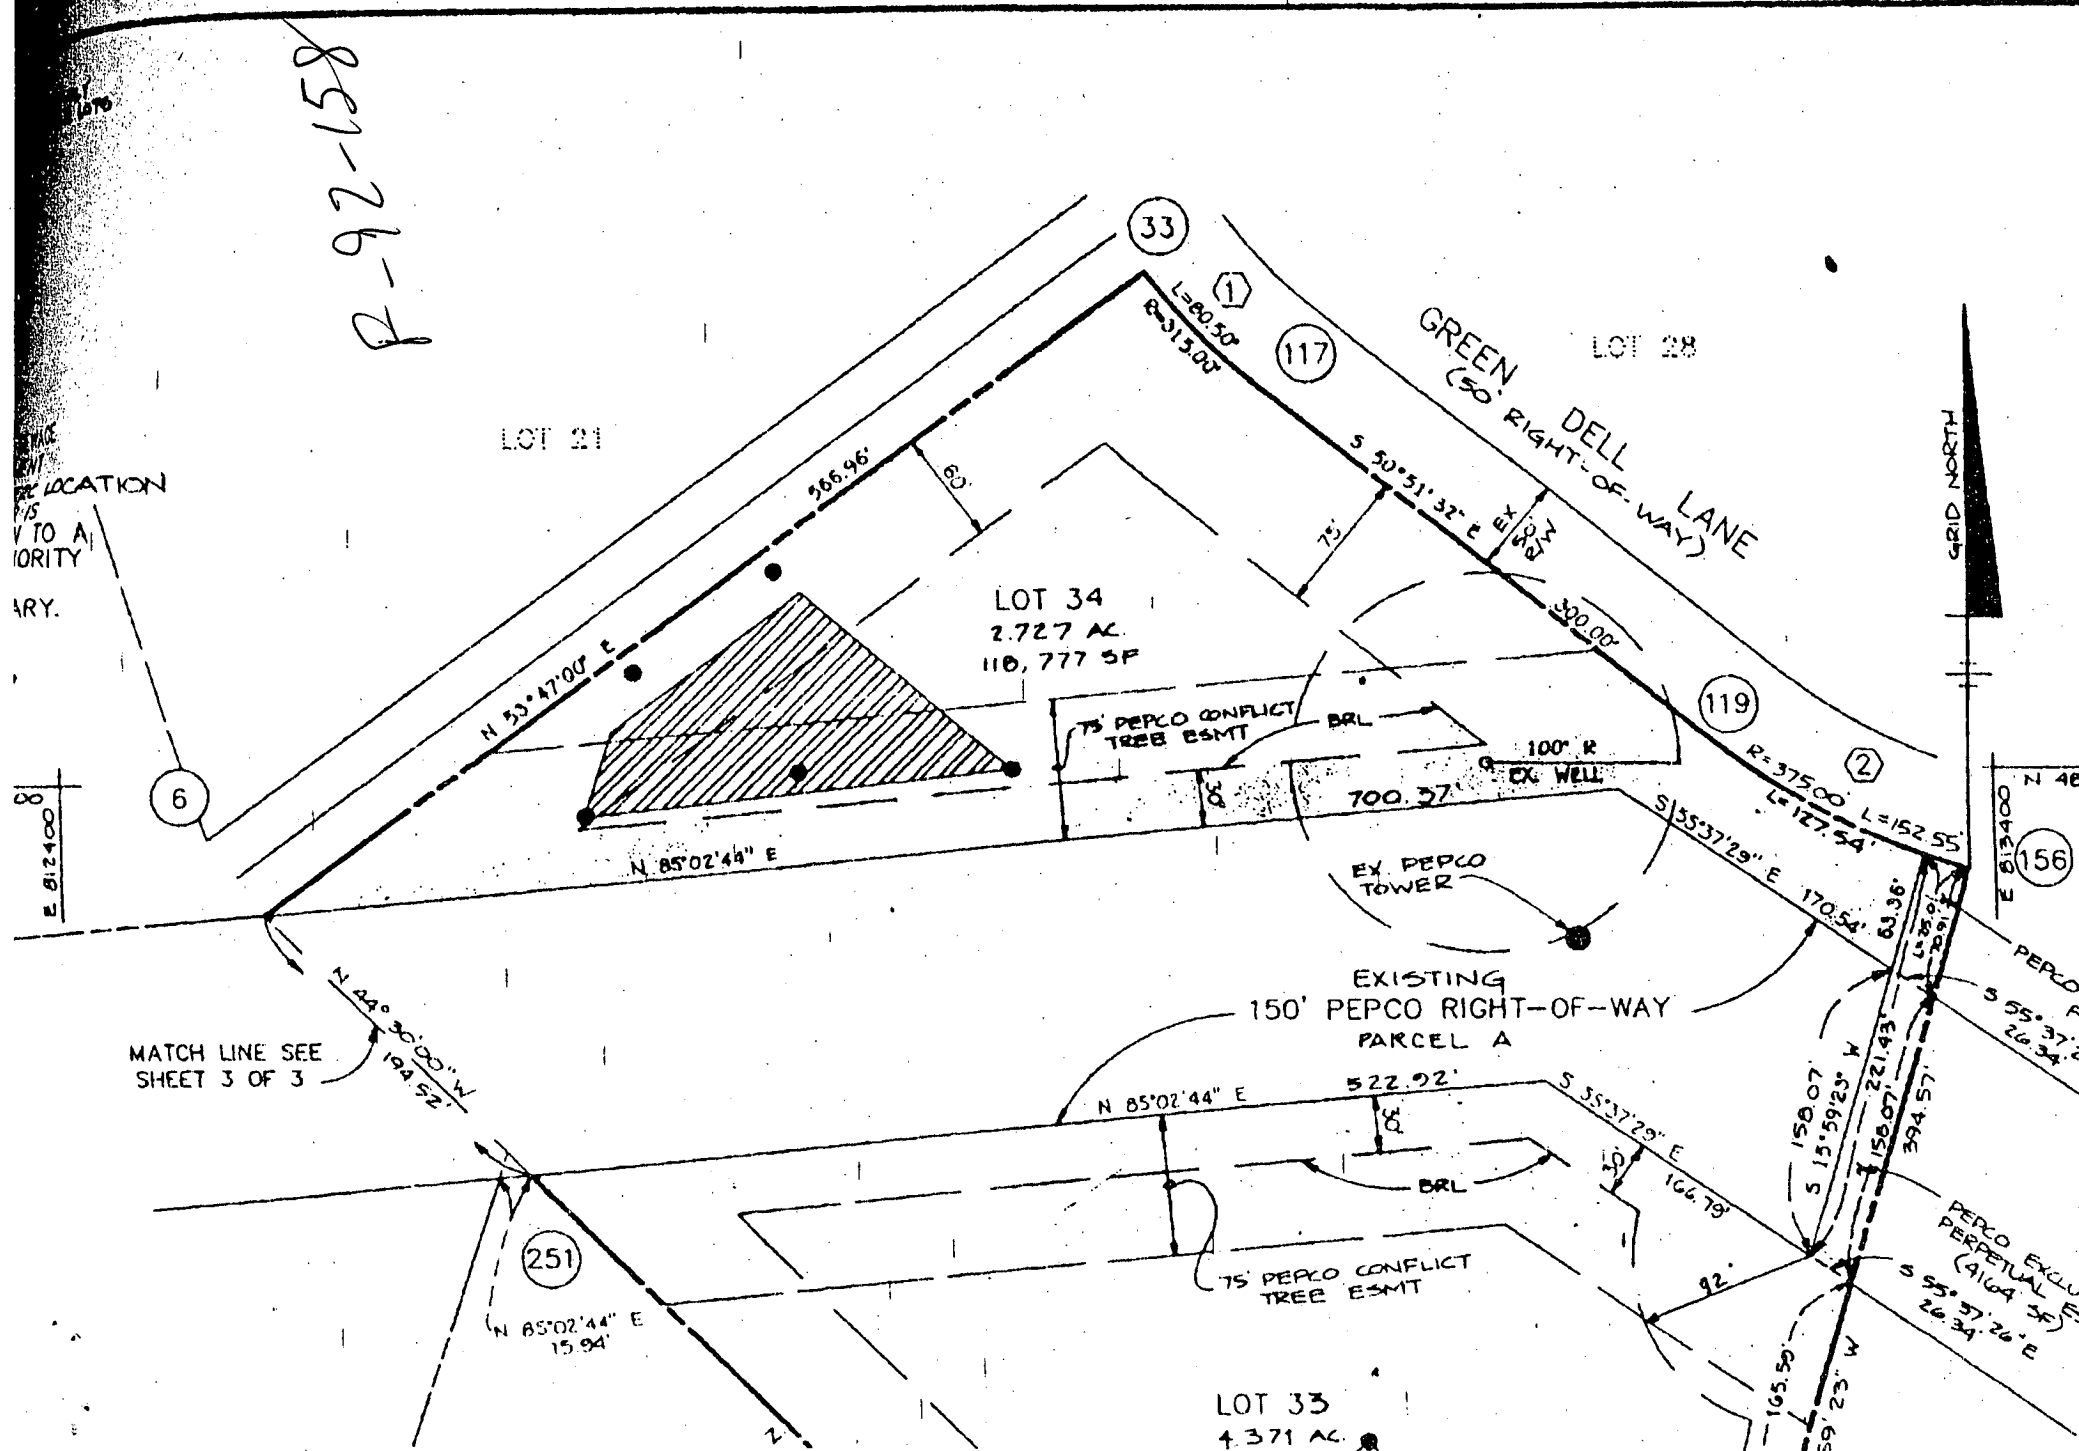 R-92-158
LOCATION
TO A
ARY.
33
1
L=80.50'
R=315.00'
117
GREEN DELL LANE
(50' RIGHT-OF-WAY)
LOT 28
GRID NORTH
LOT 21
566.96'
N 53°47'00" E
60'
S 50°51'32" E
300.00'
EX
50'
R/W
75'
LOT 34
2.727 AC.
118,777 SF
75' PEPCO CONFLICT
TREE ESMT
BRL
119
100' R
EX. WELL
R=375.00'
L=127.54'
L=152.55'
2
E 813400
156
6
E 812400
30'
700.37'
N 85°02'44" E
S 55°37'29" E
170.54'
63.36'
L=25.01'
70.91'
EX. PEPCO
TOWER
PEPCO
26.34'
EXISTING
150' PEPCO RIGHT-OF-WAY
PARCEL A
N 44°30'00" W
194.52'
MATCH LINE SEE
SHEET 3 OF 3
N 85°02'44" E
522.92'
S 55°37'29" E
166.79'
30'
30'
BRL
158.07'
S 15°59'23" W
221.43'
158.07'
394.57'
251
N 85°02'44" E
15.94'
75' PEPCO CONFLICT
TREE ESMT
92'
PEPCO
PERPETUAL
(4164 SF)
S 55°37'26" E
26.34'
165.50'
23" W
LOT 33
4.371 AC.